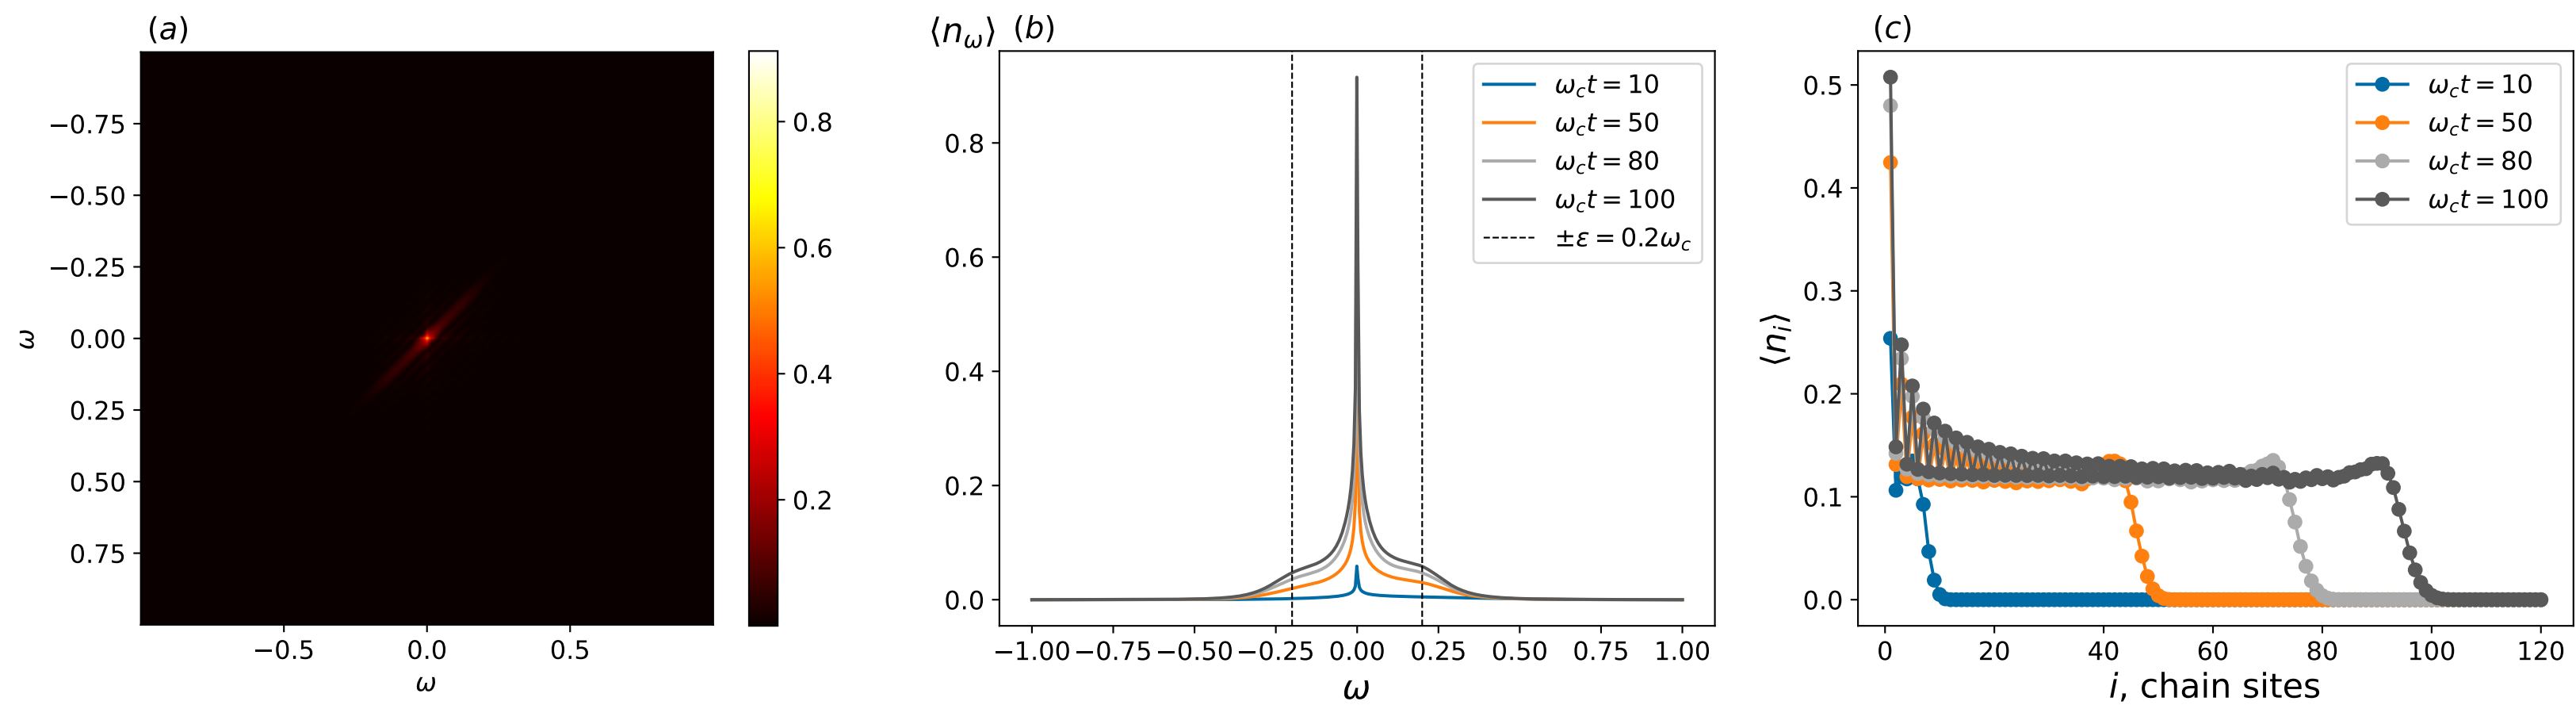 (a)
−0.75
−0.50
−0.25
0.00
0.25
0.50
0.75
ω
−0.5 0.0 0.5
ω
0.8
0.6
0.4
0.2
⟨n_ω⟩ (b)
0.8
0.6
0.4
0.2
0.0
−1.00 −0.75 −0.50 −0.25 0.00 0.25 0.50 0.75 1.00
ω
ω_c t = 10
ω_c t = 50
ω_c t = 80
ω_c t = 100
±ε = 0.2ω_c
(c)
⟨n_i⟩
0.5
0.4
0.3
0.2
0.1
0.0
0 20 40 60 80 100 120
i, chain sites
ω_c t = 10
ω_c t = 50
ω_c t = 80
ω_c t = 100